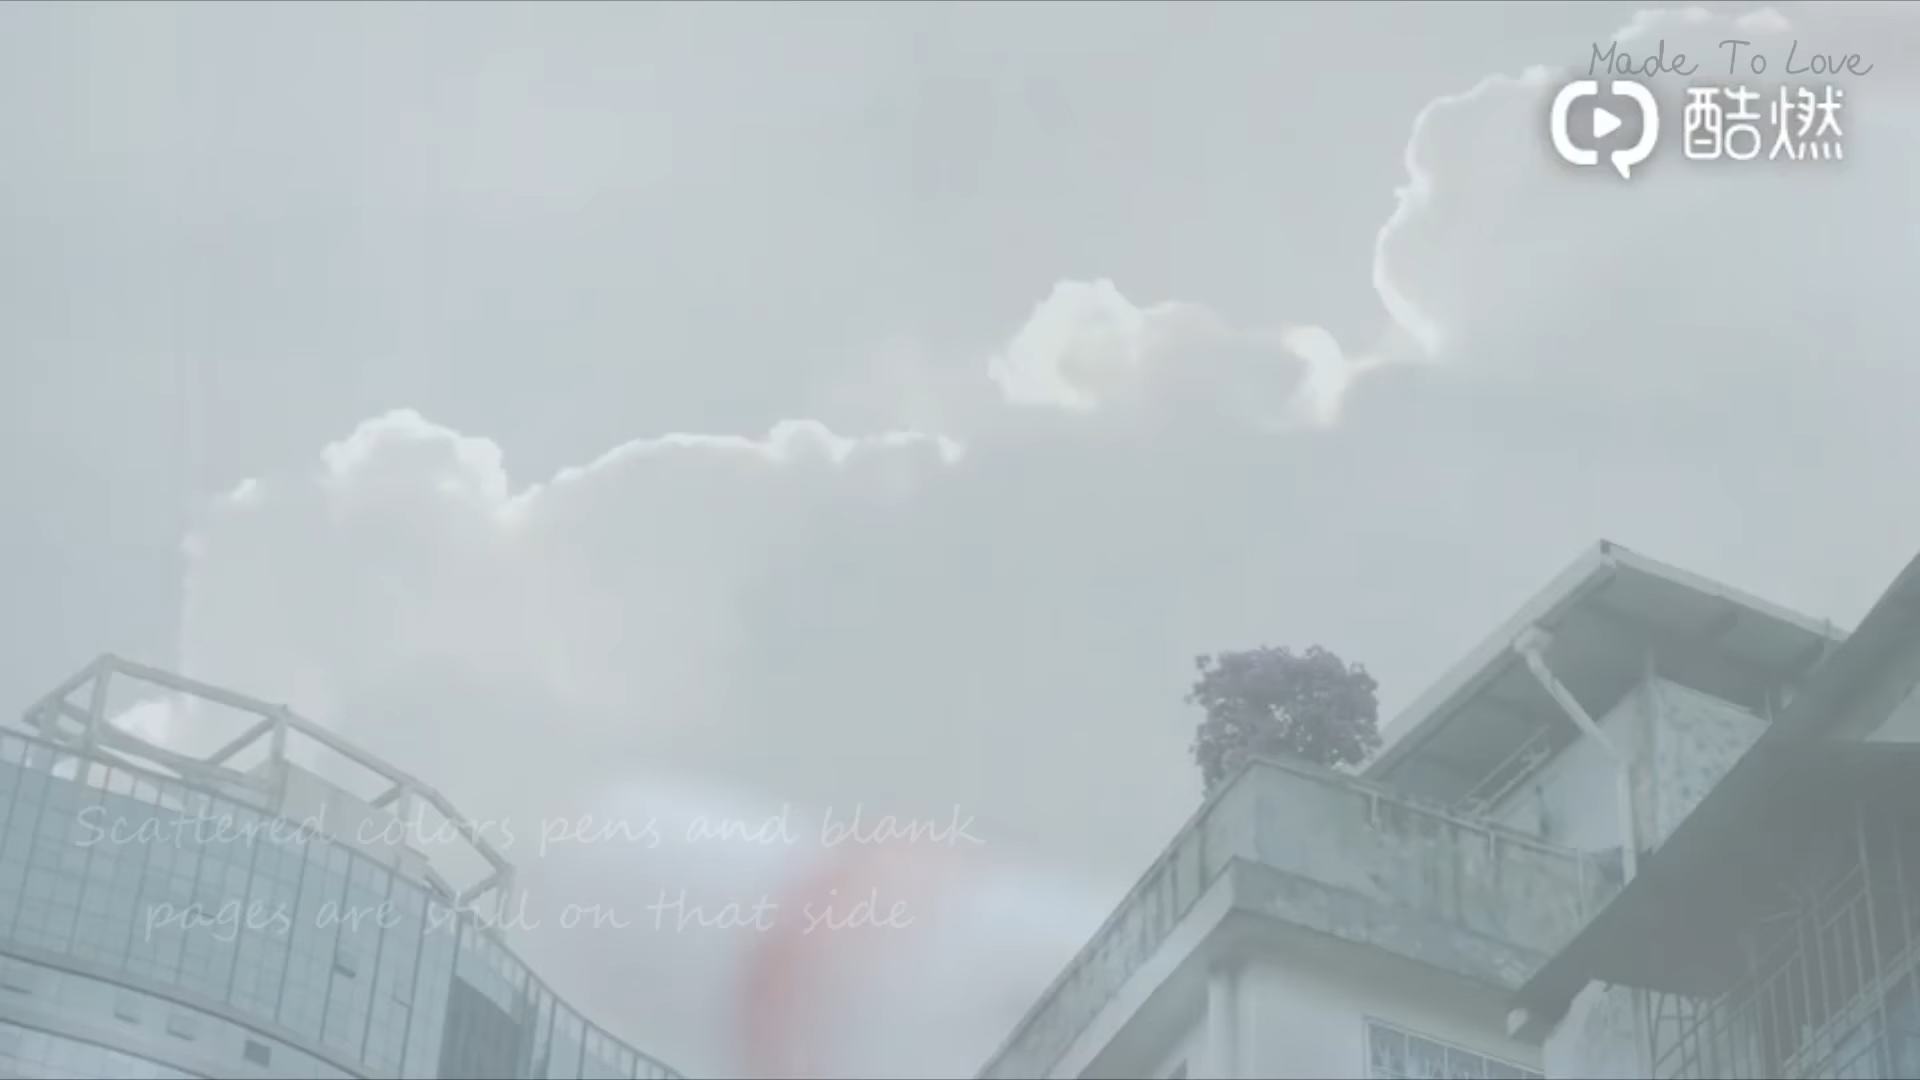 Made To Love
酷燃
Scattered colors pens and blank
pages are still on that side